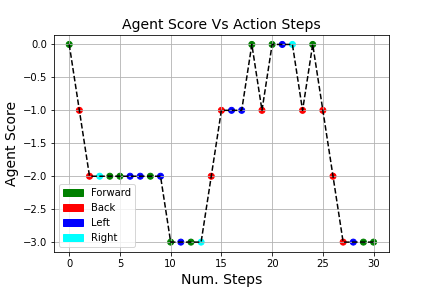 Agent Score Vs Action Steps
Agent Score
0.0
−0.5
−1.0
−1.5
−2.0
−2.5
−3.0
Forward
Back
Left
Right
0 5 10 15 20 25 30
Num. Steps